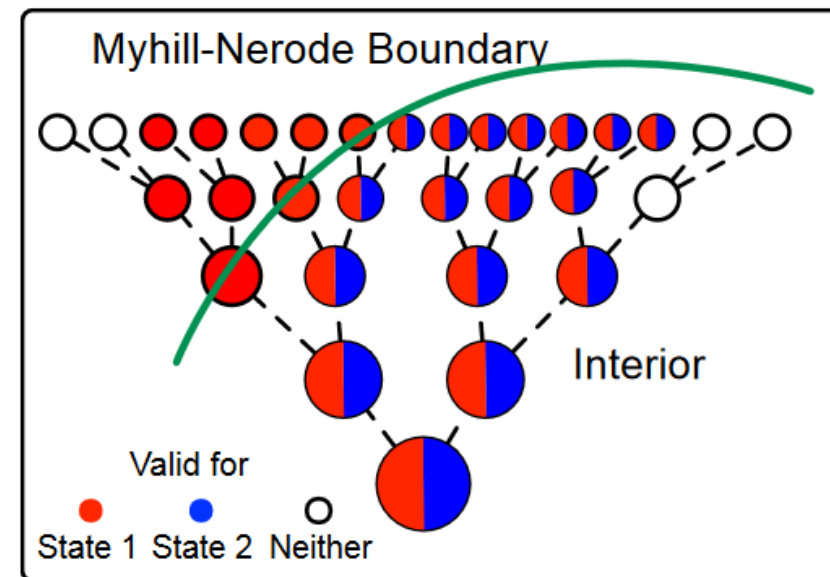 Myhill-Nerode Boundary
Interior
Valid for
State 1 State 2 Neither